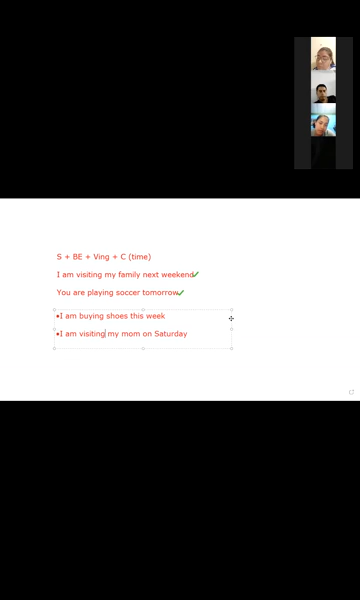 S + BE + Ving + C (time)
I am visiting my family next weekend✓
You are playing soccer tomorrow✓
•I am buying shoes this week
•I am visiting my mom on Saturday